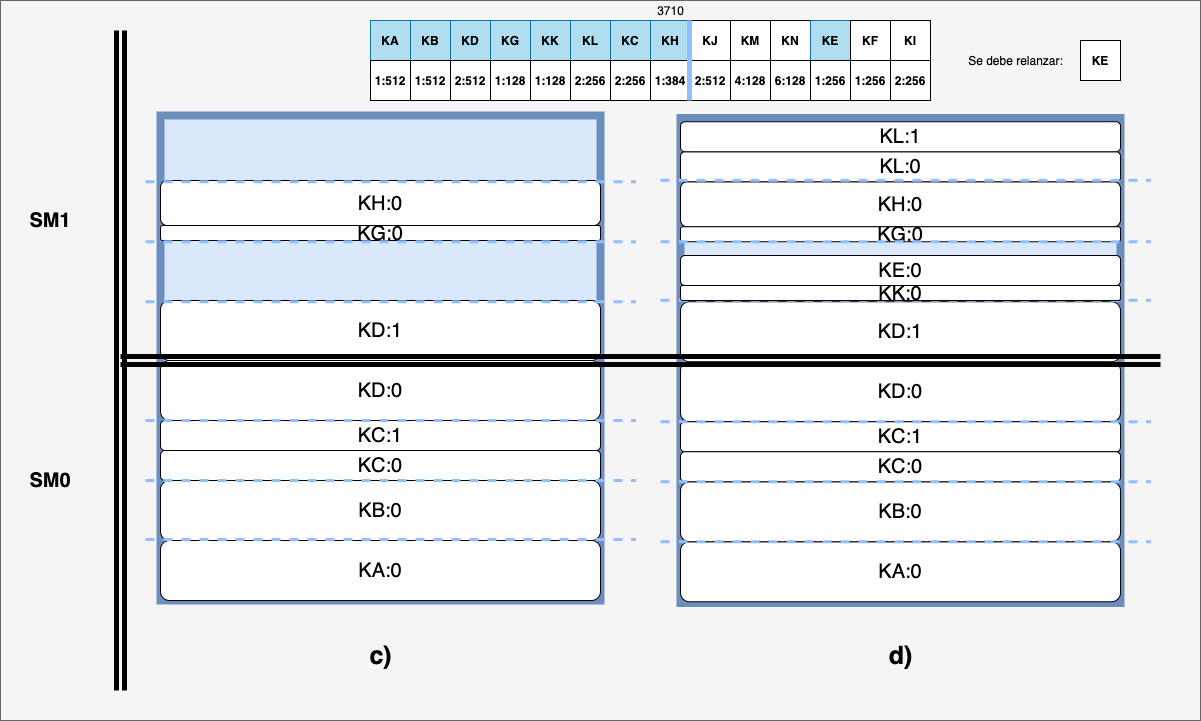 3710
KA KB KD KG KK KL KC KH KJ KM KN KE KF KI
1:512 1:512 2:512 1:128 1:128 2:256 2:256 1:384 2:512 4:128 6:128 1:256 1:256 2:256
Se debe relanzar: KE
SM1
KH:0
KG:0
KD:1
SM0
KD:0
KC:1
KC:0
KB:0
KA:0
c)
KL:1
KL:0
KH:0
KG:0
KE:0
KK:0
KD:1
KD:0
KC:1
KC:0
KB:0
KA:0
d)